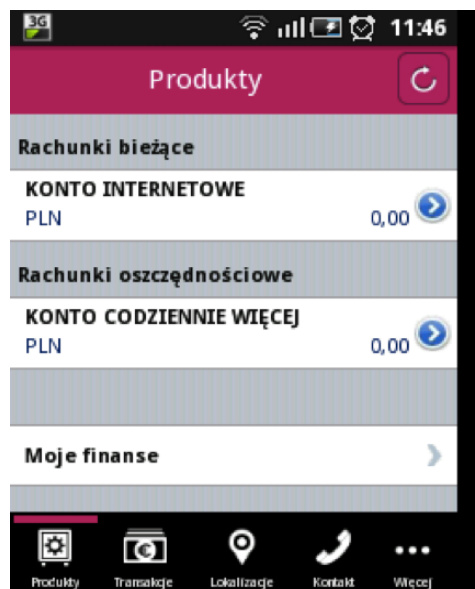 3G
11:46
Produkty
Rachunki bieżące
KONTO INTERNETOWE
PLN 0,00
Rachunki oszczędnościowe
KONTO CODZIENNIE WIĘCEJ
PLN 0,00
Moje finanse
Produkty Transakcje Lokalizacje Kontakt Więcej